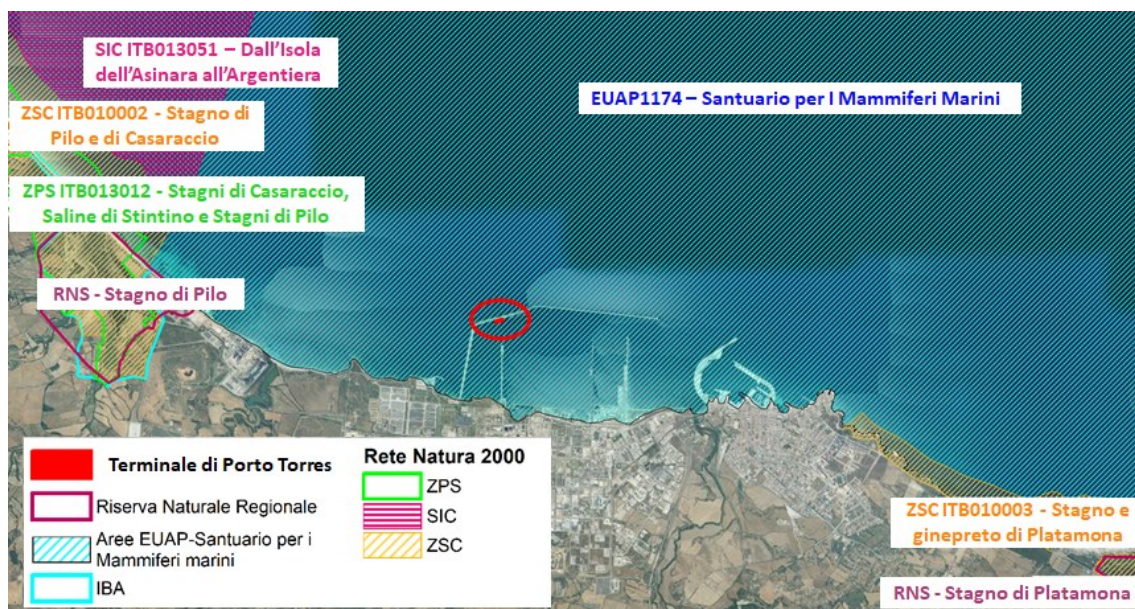 SIC ITB013051 – Dall'Isola
dell'Asinara all'Argentiera
EUAP1174 – Santuario per I Mammiferi Marini
ZSC ITB010002 - Stagno di
Pilo e di Casaraccio
ZPS ITB013012 - Stagni di Casaraccio,
Saline di Stintino e Stagni di Pilo
RNS - Stagno di Pilo
Terminale di Porto Torres
Riserva Naturale Regionale
Aree EUAP-Santuario per i
Mammiferi marini
IBA
Rete Natura 2000
ZPS
SIC
ZSC
ZSC ITB010003 - Stagno e
ginepreto di Platamona
RNS - Stagno di Platamona